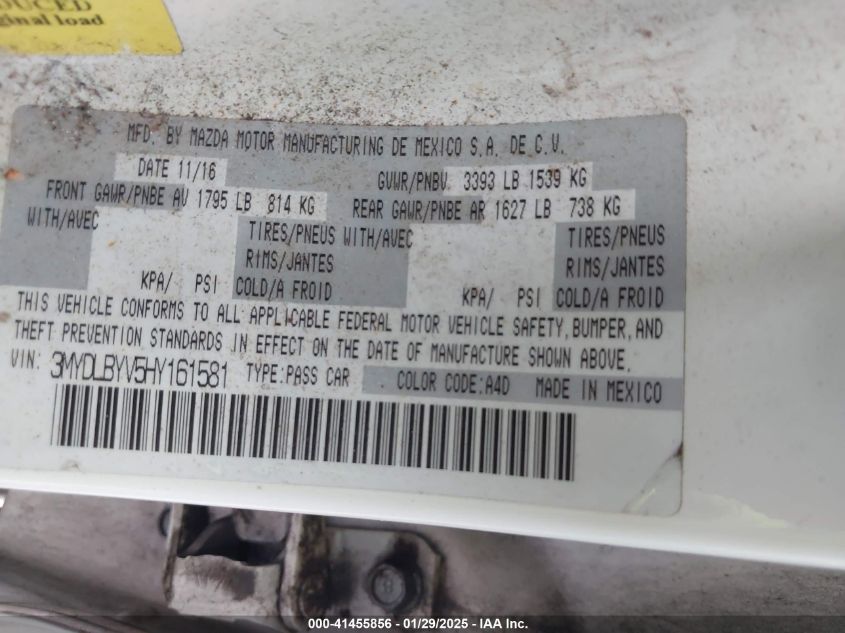 DUCED
ginal load
MFD. BY MAZDA MOTOR MANUFACTURING DE MEXICO S.A. DE C.V.
DATE 11/16 GVWR/PNBV 3393 LB 1539 KG
FRONT GAWR/PNBE AV 1795 LB 814 KG REAR GAWR/PNBE AR 1627 LB 738 KG
WITH/AVEC TIRES/PNEUS WITH/AVEC TIRES/PNEUS
RIMS/JANTES RIMS/JANTES
KPA/ PSI COLD/A FROID KPA/ PSI COLD/A FROID
THIS VEHICLE CONFORMS TO ALL APPLICABLE FEDERAL MOTOR VEHICLE SAFETY, BUMPER, AND
THEFT PREVENTION STANDARDS IN EFFECT ON THE DATE OF MANUFACTURE SHOWN ABOVE.
VIN: 3MYDLBYV5HY161581 TYPE:PASS CAR COLOR CODE:A4D MADE IN MEXICO
000-41455856 - 01/29/2025 - IAA Inc.